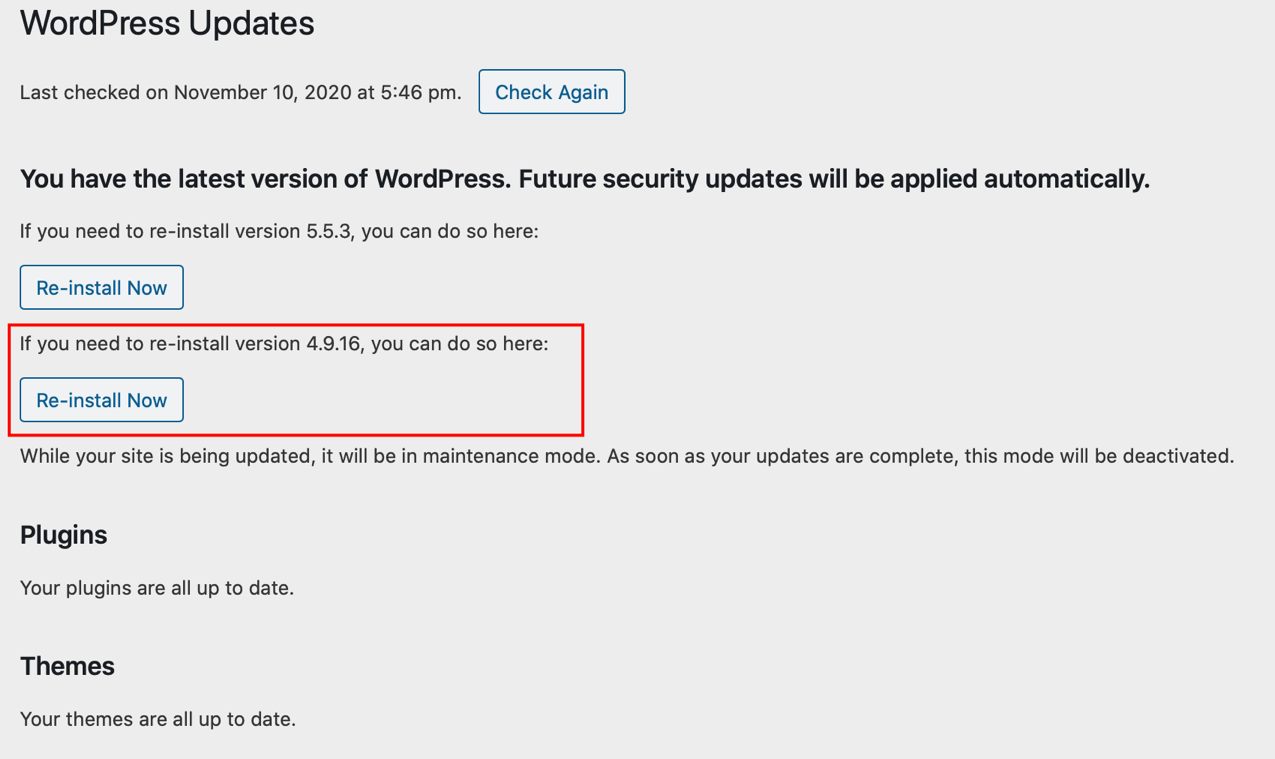 WordPress Updates
Last checked on November 10, 2020 at 5:46 pm. Check Again
You have the latest version of WordPress. Future security updates will be applied automatically.
If you need to re-install version 5.5.3, you can do so here:
Re-install Now
If you need to re-install version 4.9.16, you can do so here:
Re-install Now
While your site is being updated, it will be in maintenance mode. As soon as your updates are complete, this mode will be deactivated.
Plugins
Your plugins are all up to date.
Themes
Your themes are all up to date.